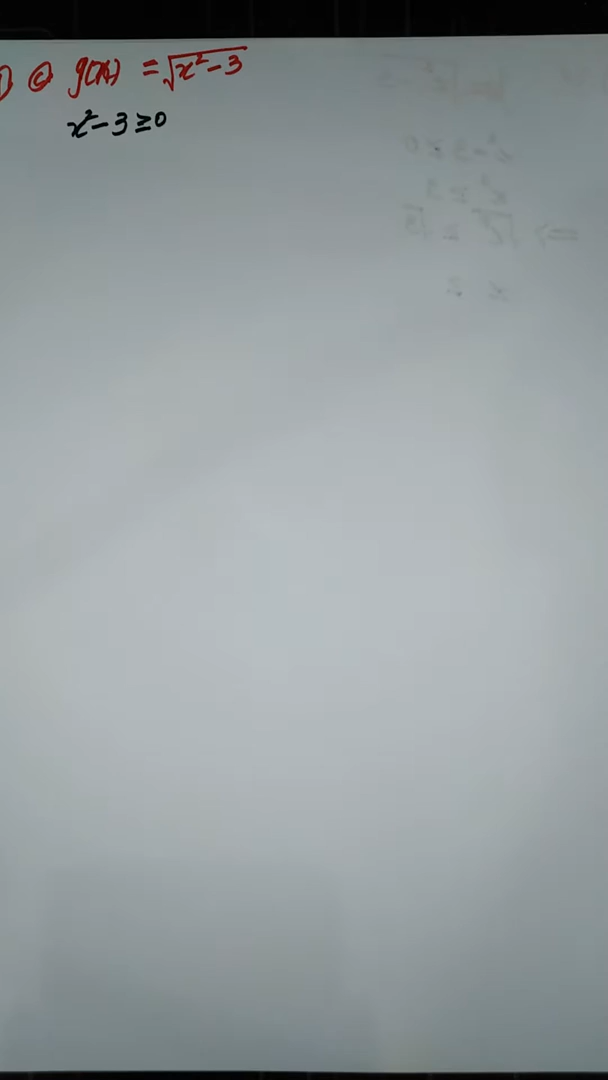 © g(x) = √x² - 3
x² - 3 ≥ 0